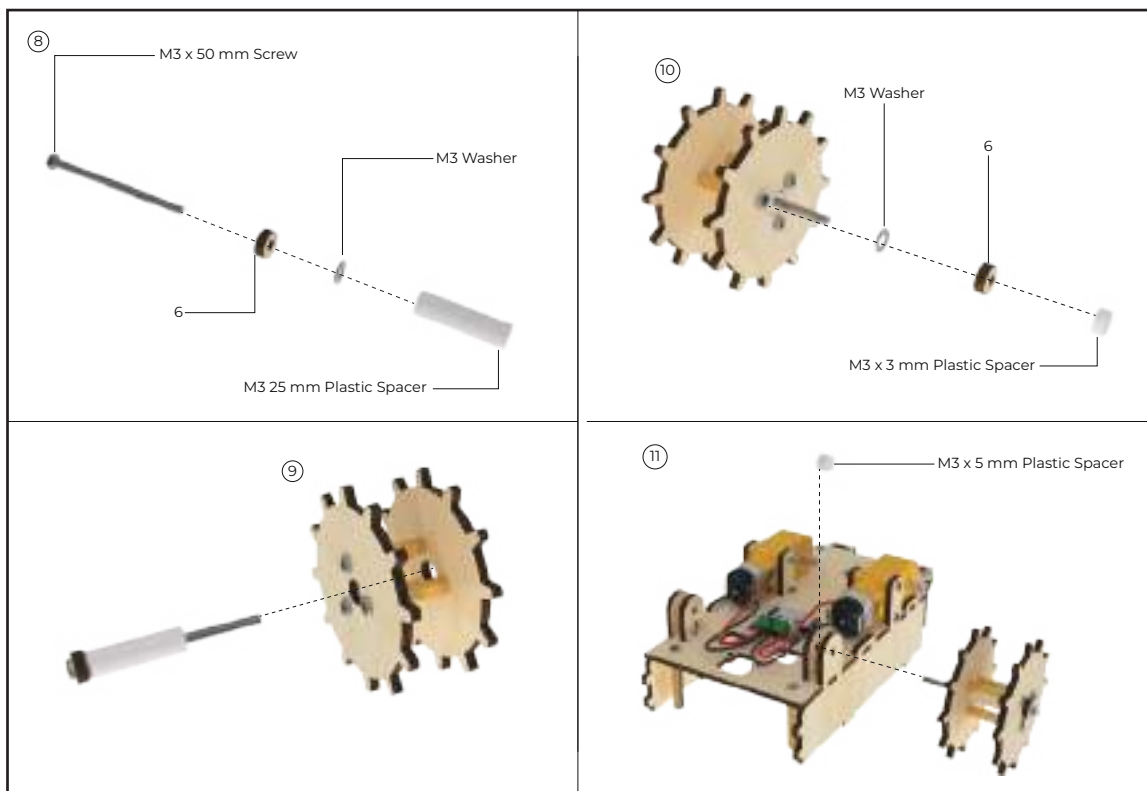 8
M3 x 50 mm Screw
M3 Washer
6
M3 25 mm Plastic Spacer
10
M3 Washer
6
M3 x 3 mm Plastic Spacer
9
11
M3 x 5 mm Plastic Spacer